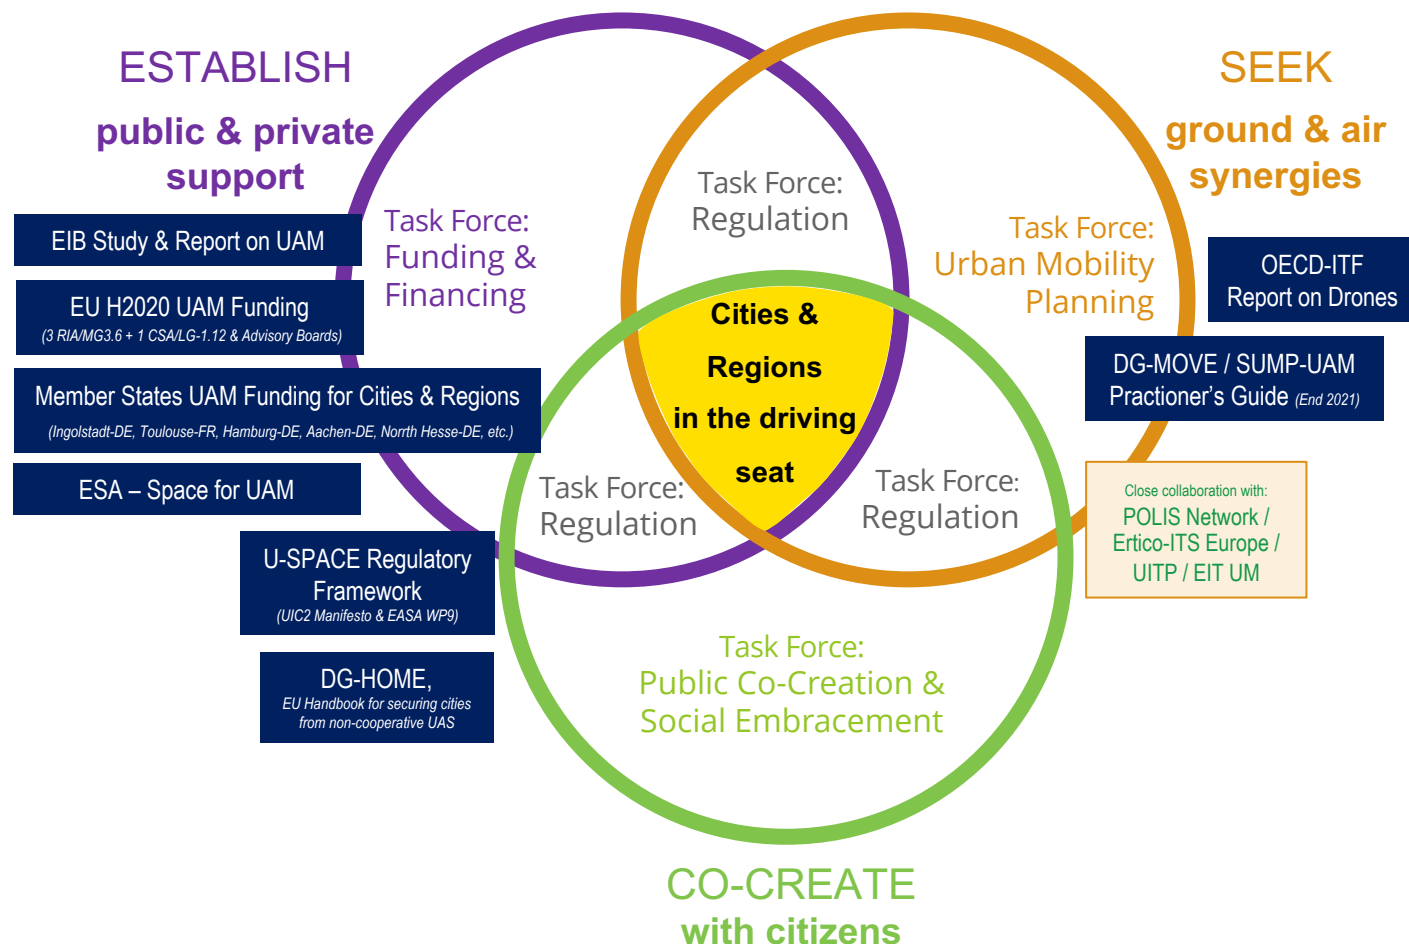 ESTABLISH
public & private
support
EIB Study & Report on UAM
EU H2020 UAM Funding
(3 RIA/MG3.6 + 1 CSA/LG-1.12 & Advisory Boards)
Member States UAM Funding for Cities & Regions
(Ingolstadt-DE, Toulouse-FR, Hamburg-DE, Aachen-DE, Norrth Hesse-DE, etc.)
ESA – Space for UAM
U-SPACE Regulatory
Framework
(UIC2 Manifesto & EASA WP9)
DG-HOME,
EU Handbook for securing cities
from non-cooperative UAS
Task Force:
Funding &
Financing
Task Force:
Regulation
Task Force:
Urban Mobility
Planning
Cities &
Regions
in the driving
seat
Task Force:
Regulation
Task Force:
Regulation
Task Force:
Public Co-Creation &
Social Embracement
SEEK
ground & air
synergies
OECD-ITF
Report on Drones
DG-MOVE / SUMP-UAM
Practioner's Guide (End 2021)
Close collaboration with:
POLIS Network /
Ertico-ITS Europe /
UITP / EIT UM
CO-CREATE
with citizens